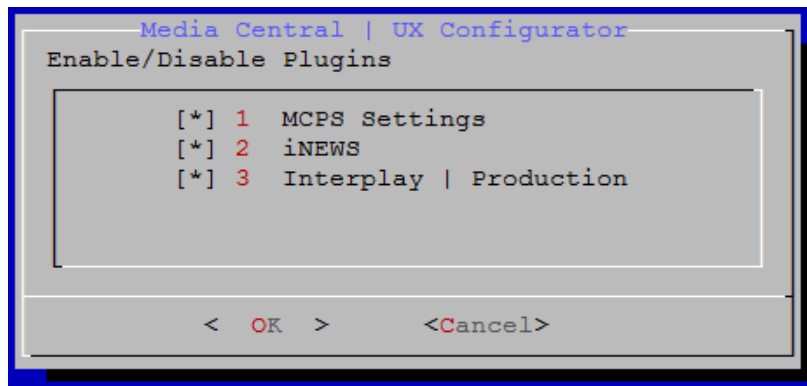 Media Central | UX Configurator
Enable/Disable Plugins
[*] 1 MCPS Settings
[*] 2 iNEWS
[*] 3 Interplay | Production
< OK > <Cancel>